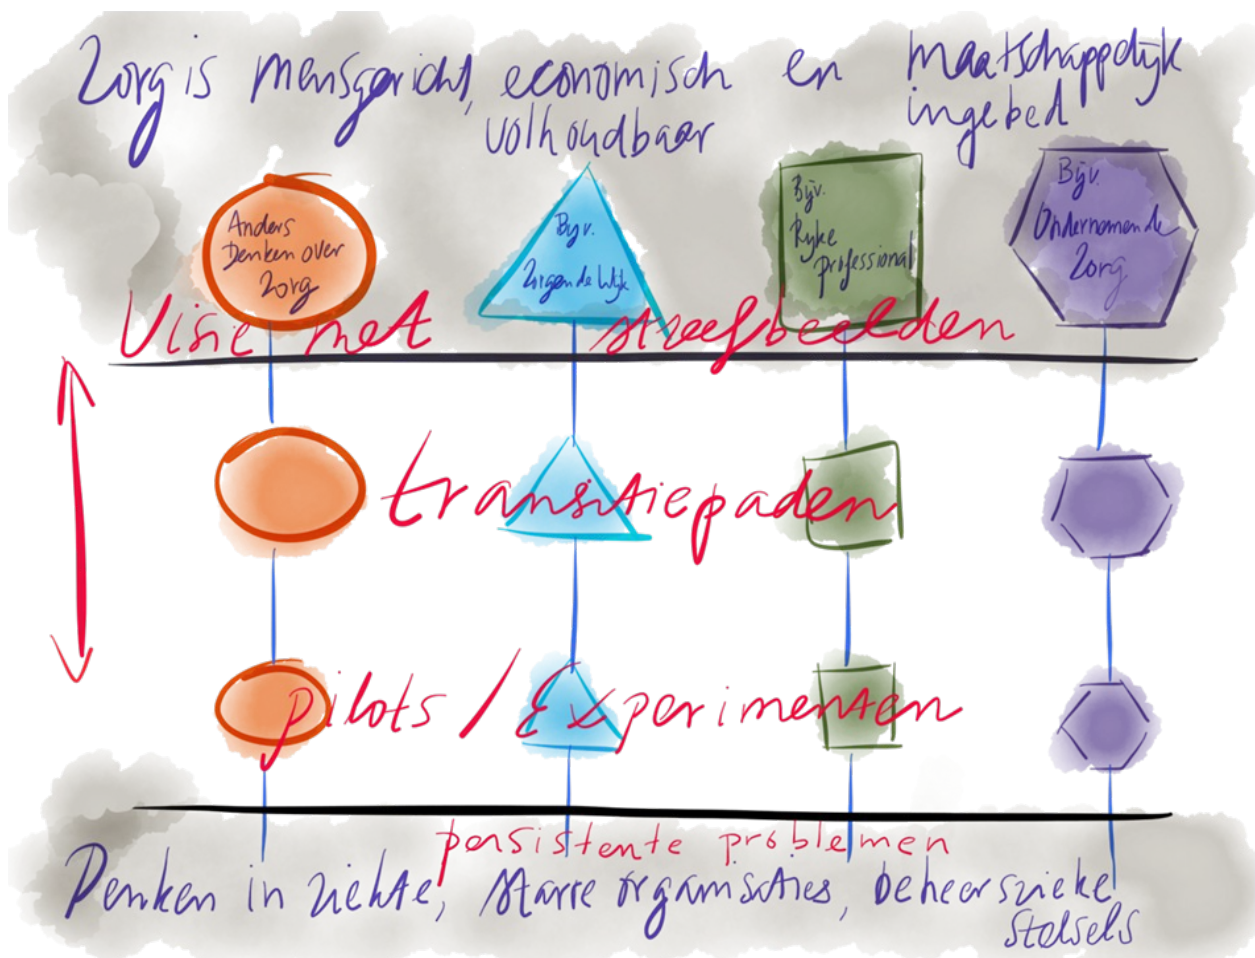 Zorg is mensgericht, economisch en maatschappelijk
volhoudbaar
ingebed
Anders
Denken over
Zorg
Bijv.
Zorgende Wijk
Bijv.
Rijke
professional
Bijv.
Ondernemende
Zorg
Visie met streefbeelden
transitiepaden
pilots / Experimenten
persistente problemen
Denken in ziekte, starre organisaties, beheerszieke
stelsels